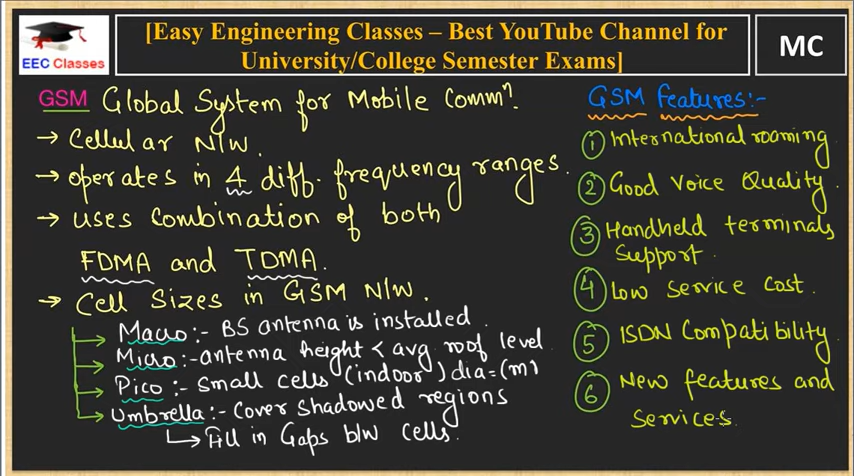 [Easy Engineering Classes – Best YouTube Channel for
University/College Semester Exams]
EEC Classes
MC
GSM Global System for Mobile Commⁿ.
→ Cellular N/W.
→ operates in 4 diff. frequency ranges.
→ uses combination of both
FDMA and TDMA.
→ Cell Sizes in GSM N/W.
→ Macro :- BS antenna is installed
→ Micro :- antenna height < avg. roof level
→ Pico :- Small cells (indoor) dia = (m)
→ Umbrella :- Cover shadowed regions
↳ Fill in Gaps b/w cells.
GSM features :-
① International roaming
② Good Voice Quality
③ Handheld terminals
Support.
④ Low Service cost.
⑤ ISDN Compatibility
⑥ New features and
Services.